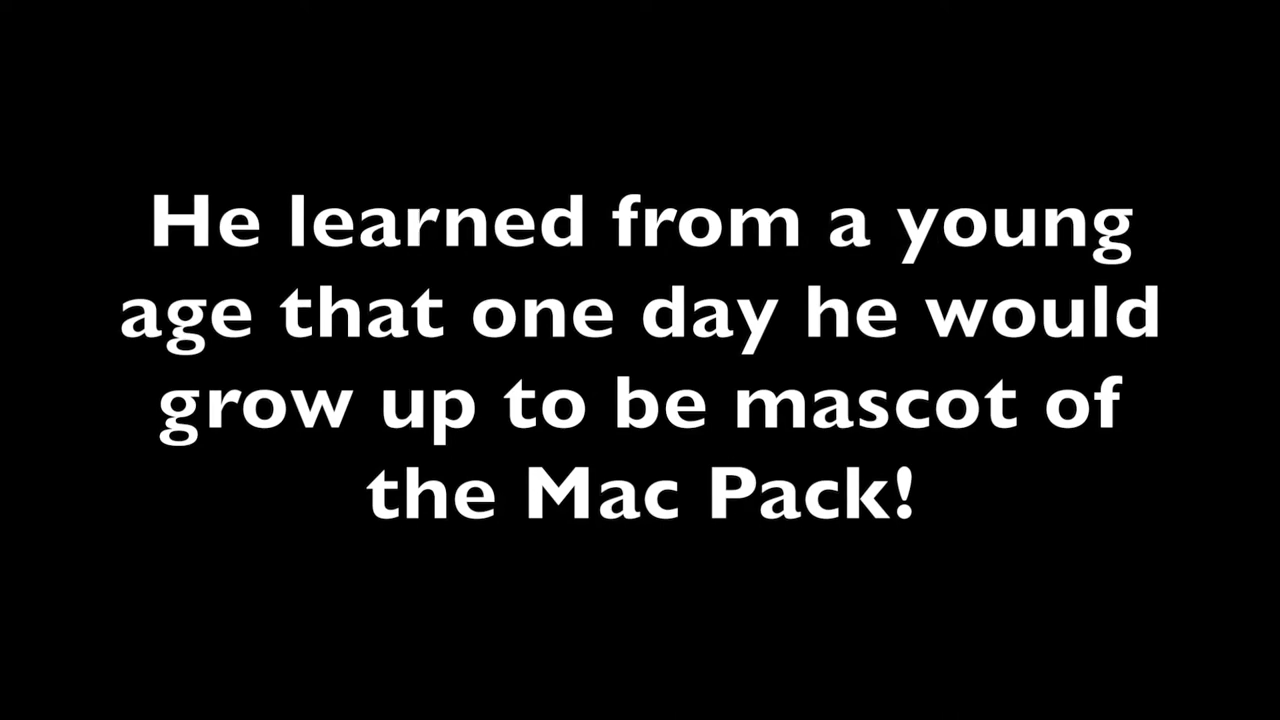 He learned from a young
age that one day he would
grow up to be mascot of
the Mac Pack!